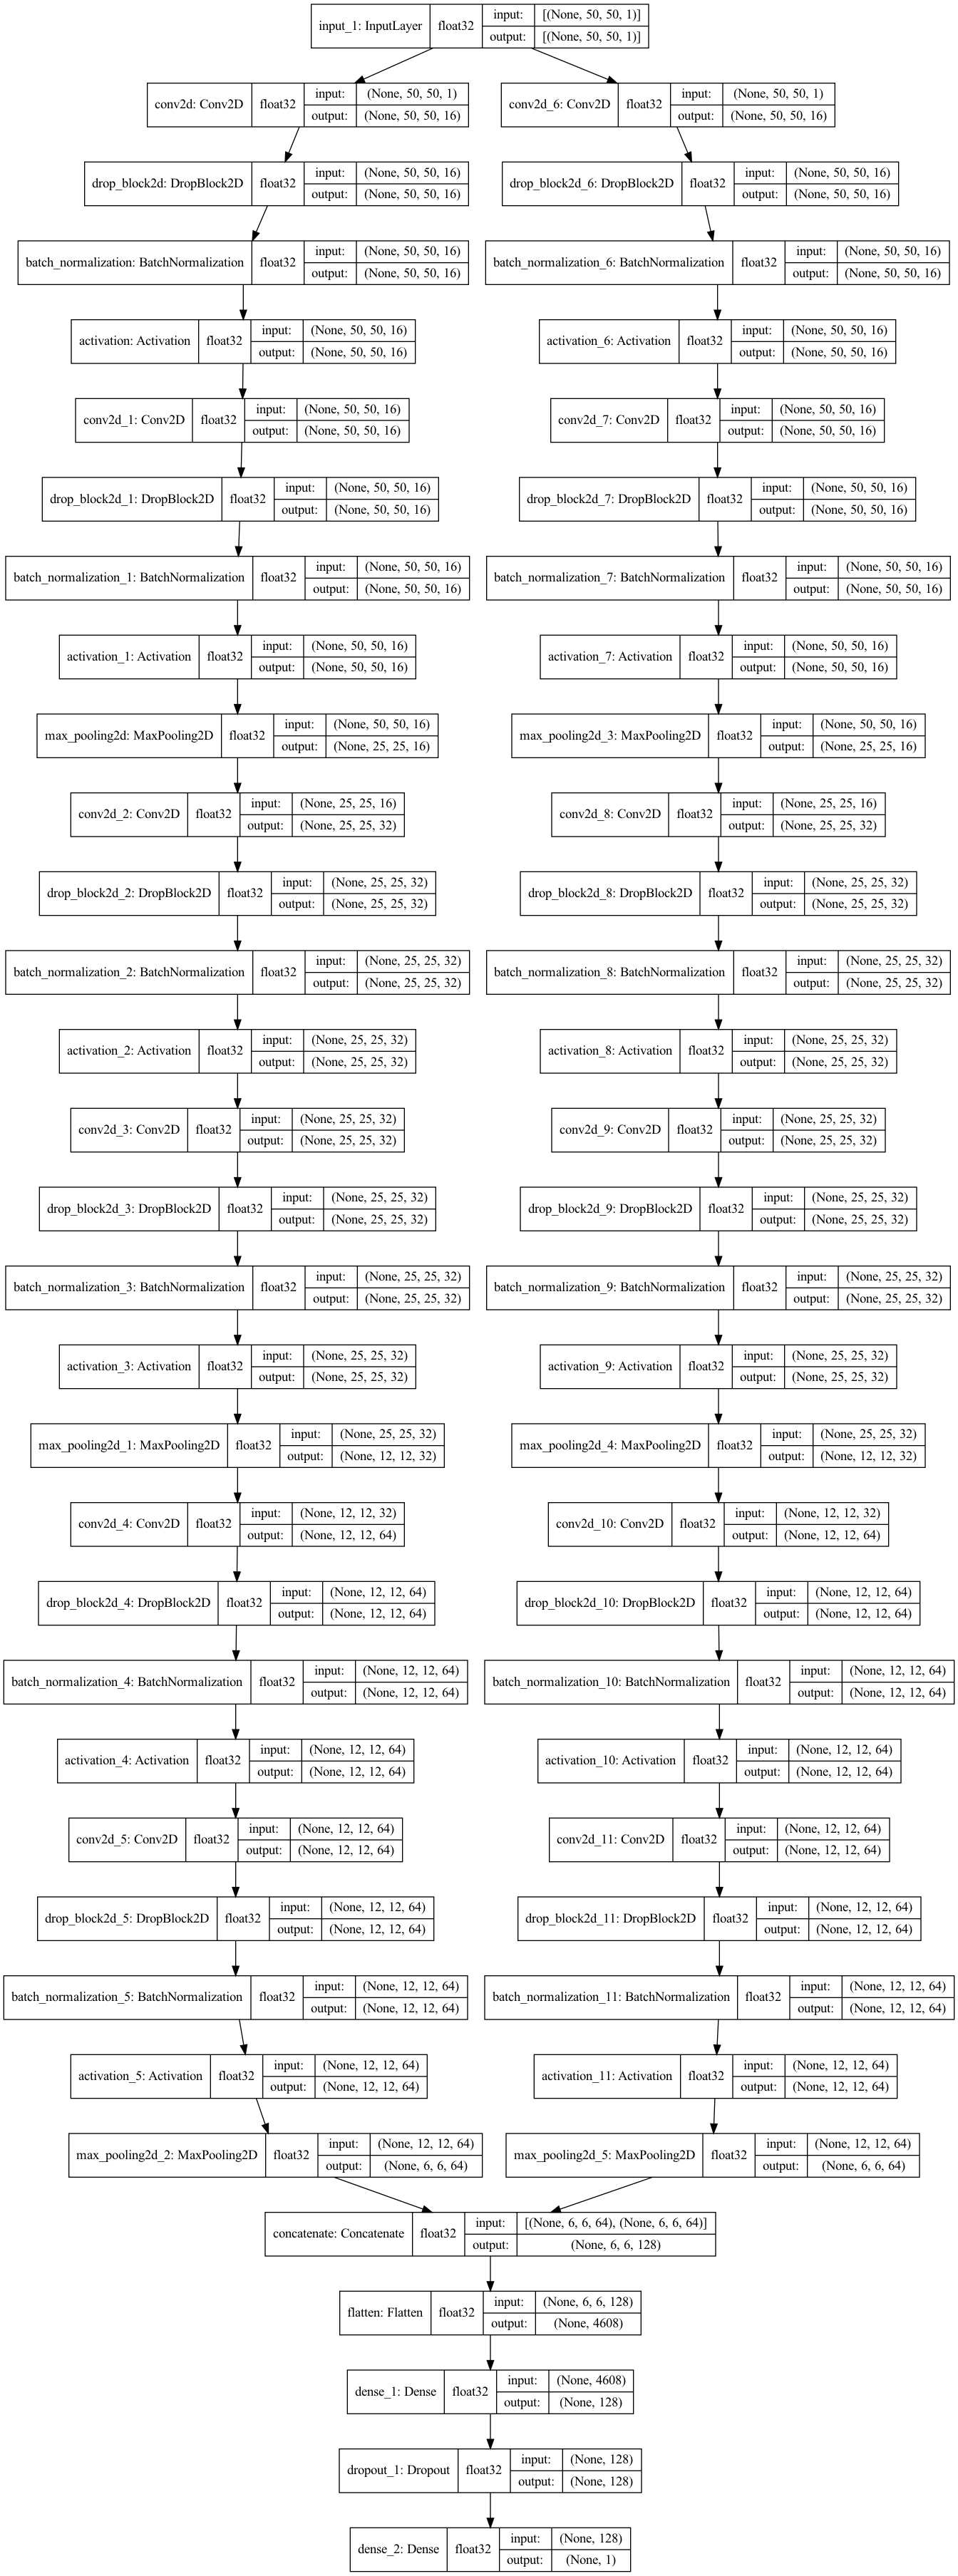 input_1: InputLayer float32 input: [(None, 50, 50, 1)]
output: [(None, 50, 50, 1)]
conv2d: Conv2D float32 input: (None, 50, 50, 1)
output: (None, 50, 50, 16)
conv2d_6: Conv2D float32 input: (None, 50, 50, 1)
output: (None, 50, 50, 16)
drop_block2d: DropBlock2D float32 input: (None, 50, 50, 16)
output: (None, 50, 50, 16)
drop_block2d_6: DropBlock2D float32 input: (None, 50, 50, 16)
output: (None, 50, 50, 16)
batch_normalization: BatchNormalization float32 input: (None, 50, 50, 16)
output: (None, 50, 50, 16)
batch_normalization_6: BatchNormalization float32 input: (None, 50, 50, 16)
output: (None, 50, 50, 16)
activation: Activation float32 input: (None, 50, 50, 16)
output: (None, 50, 50, 16)
activation_6: Activation float32 input: (None, 50, 50, 16)
output: (None, 50, 50, 16)
conv2d_1: Conv2D float32 input: (None, 50, 50, 16)
output: (None, 50, 50, 16)
conv2d_7: Conv2D float32 input: (None, 50, 50, 16)
output: (None, 50, 50, 16)
drop_block2d_1: DropBlock2D float32 input: (None, 50, 50, 16)
output: (None, 50, 50, 16)
drop_block2d_7: DropBlock2D float32 input: (None, 50, 50, 16)
output: (None, 50, 50, 16)
batch_normalization_1: BatchNormalization float32 input: (None, 50, 50, 16)
output: (None, 50, 50, 16)
batch_normalization_7: BatchNormalization float32 input: (None, 50, 50, 16)
output: (None, 50, 50, 16)
activation_1: Activation float32 input: (None, 50, 50, 16)
output: (None, 50, 50, 16)
activation_7: Activation float32 input: (None, 50, 50, 16)
output: (None, 50, 50, 16)
max_pooling2d: MaxPooling2D float32 input: (None, 50, 50, 16)
output: (None, 25, 25, 16)
max_pooling2d_3: MaxPooling2D float32 input: (None, 50, 50, 16)
output: (None, 25, 25, 16)
conv2d_2: Conv2D float32 input: (None, 25, 25, 16)
output: (None, 25, 25, 32)
conv2d_8: Conv2D float32 input: (None, 25, 25, 16)
output: (None, 25, 25, 32)
drop_block2d_2: DropBlock2D float32 input: (None, 25, 25, 32)
output: (None, 25, 25, 32)
drop_block2d_8: DropBlock2D float32 input: (None, 25, 25, 32)
output: (None, 25, 25, 32)
batch_normalization_2: BatchNormalization float32 input: (None, 25, 25, 32)
output: (None, 25, 25, 32)
batch_normalization_8: BatchNormalization float32 input: (None, 25, 25, 32)
output: (None, 25, 25, 32)
activation_2: Activation float32 input: (None, 25, 25, 32)
output: (None, 25, 25, 32)
activation_8: Activation float32 input: (None, 25, 25, 32)
output: (None, 25, 25, 32)
conv2d_3: Conv2D float32 input: (None, 25, 25, 32)
output: (None, 25, 25, 32)
conv2d_9: Conv2D float32 input: (None, 25, 25, 32)
output: (None, 25, 25, 32)
drop_block2d_3: DropBlock2D float32 input: (None, 25, 25, 32)
output: (None, 25, 25, 32)
drop_block2d_9: DropBlock2D float32 input: (None, 25, 25, 32)
output: (None, 25, 25, 32)
batch_normalization_3: BatchNormalization float32 input: (None, 25, 25, 32)
output: (None, 25, 25, 32)
batch_normalization_9: BatchNormalization float32 input: (None, 25, 25, 32)
output: (None, 25, 25, 32)
activation_3: Activation float32 input: (None, 25, 25, 32)
output: (None, 25, 25, 32)
activation_9: Activation float32 input: (None, 25, 25, 32)
output: (None, 25, 25, 32)
max_pooling2d_1: MaxPooling2D float32 input: (None, 25, 25, 32)
output: (None, 12, 12, 32)
max_pooling2d_4: MaxPooling2D float32 input: (None, 25, 25, 32)
output: (None, 12, 12, 32)
conv2d_4: Conv2D float32 input: (None, 12, 12, 32)
output: (None, 12, 12, 64)
conv2d_10: Conv2D float32 input: (None, 12, 12, 32)
output: (None, 12, 12, 64)
drop_block2d_4: DropBlock2D float32 input: (None, 12, 12, 64)
output: (None, 12, 12, 64)
drop_block2d_10: DropBlock2D float32 input: (None, 12, 12, 64)
output: (None, 12, 12, 64)
batch_normalization_4: BatchNormalization float32 input: (None, 12, 12, 64)
output: (None, 12, 12, 64)
batch_normalization_10: BatchNormalization float32 input: (None, 12, 12, 64)
output: (None, 12, 12, 64)
activation_4: Activation float32 input: (None, 12, 12, 64)
output: (None, 12, 12, 64)
activation_10: Activation float32 input: (None, 12, 12, 64)
output: (None, 12, 12, 64)
conv2d_5: Conv2D float32 input: (None, 12, 12, 64)
output: (None, 12, 12, 64)
conv2d_11: Conv2D float32 input: (None, 12, 12, 64)
output: (None, 12, 12, 64)
drop_block2d_5: DropBlock2D float32 input: (None, 12, 12, 64)
output: (None, 12, 12, 64)
drop_block2d_11: DropBlock2D float32 input: (None, 12, 12, 64)
output: (None, 12, 12, 64)
batch_normalization_5: BatchNormalization float32 input: (None, 12, 12, 64)
output: (None, 12, 12, 64)
batch_normalization_11: BatchNormalization float32 input: (None, 12, 12, 64)
output: (None, 12, 12, 64)
activation_5: Activation float32 input: (None, 12, 12, 64)
output: (None, 12, 12, 64)
activation_11: Activation float32 input: (None, 12, 12, 64)
output: (None, 12, 12, 64)
max_pooling2d_2: MaxPooling2D float32 input: (None, 12, 12, 64)
output: (None, 6, 6, 64)
max_pooling2d_5: MaxPooling2D float32 input: (None, 12, 12, 64)
output: (None, 6, 6, 64)
concatenate: Concatenate float32 input: [(None, 6, 6, 64), (None, 6, 6, 64)]
output: (None, 6, 6, 128)
flatten: Flatten float32 input: (None, 6, 6, 128)
output: (None, 4608)
dense_1: Dense float32 input: (None, 4608)
output: (None, 128)
dropout_1: Dropout float32 input: (None, 128)
output: (None, 128)
dense_2: Dense float32 input: (None, 128)
output: (None, 1)